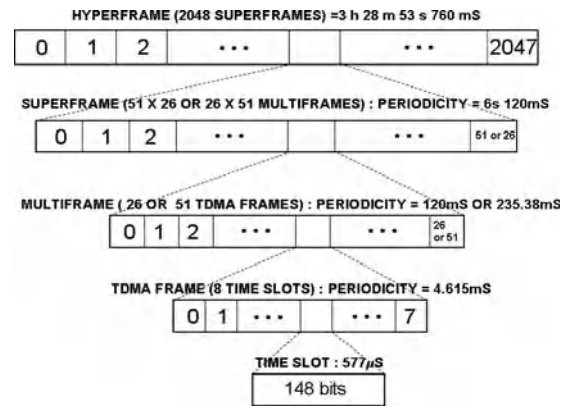 HYPERFRAME (2048 SUPERFRAMES) =3 h 28 m 53 s 760 mS
0 1 2 ••• ••• 2047
SUPERFRAME (51 X 26 OR 26 X 51 MULTIFRAMES) : PERIODICITY = 6s 120mS
0 1 2 ••• ••• 51 or 26
MULTIFRAME ( 26 OR 51 TDMA FRAMES) : PERIODICITY = 120mS OR 235.38mS
0 1 2 ••• ••• 26
or 51
TDMA FRAME (8 TIME SLOTS) : PERIODICITY = 4.615mS
0 1 ••• ••• 7
TIME SLOT : 577µS
148 bits